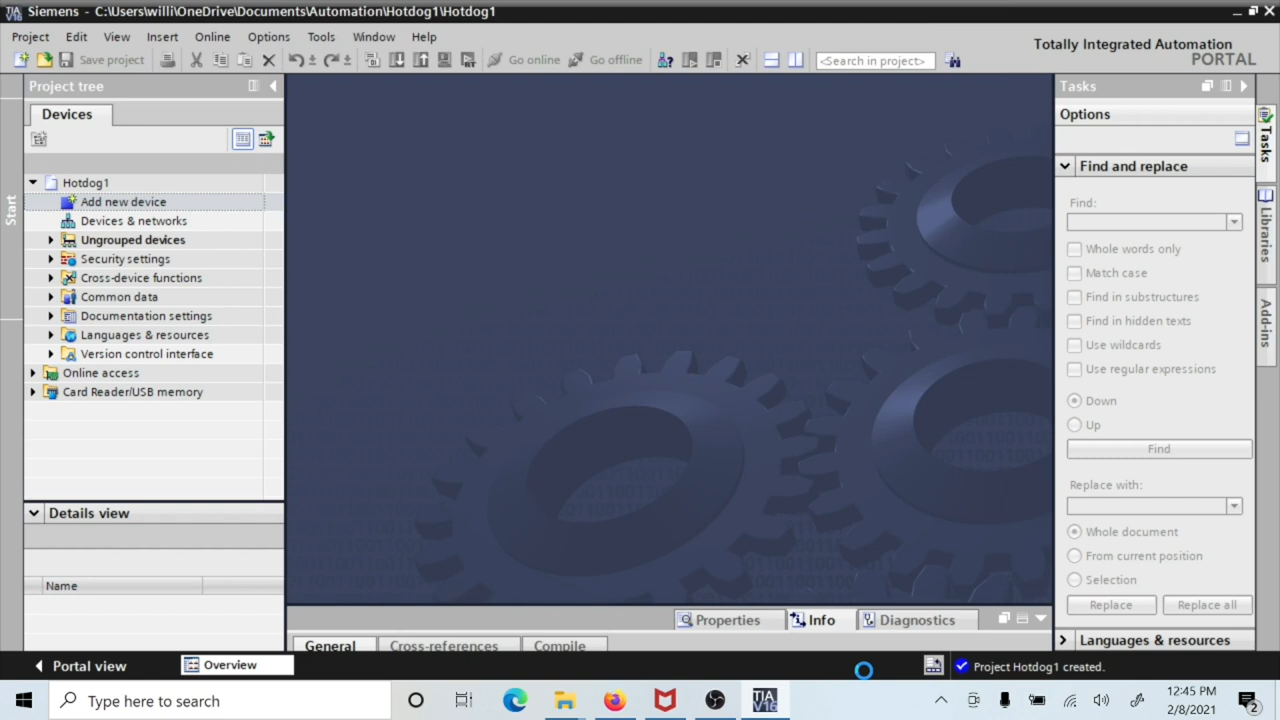 TIA V16 Siemens - C:\Users\willi\OneDrive\Documents\Automation\Hotdog1\Hotdog1
Project Edit View Insert Online Options Tools Window Help
Totally Integrated Automation
PORTAL
Save project Go online Go offline <Search in project>
Project tree
Devices
Start
Hotdog1
Add new device
Devices & networks
Ungrouped devices
Security settings
Cross-device functions
Common data
Documentation settings
Languages & resources
Version control interface
Online access
Card Reader/USB memory
Details view
Name
Properties Info Diagnostics
General Cross-references Compile
Tasks
Options
Find and replace
Find:
Whole words only
Match case
Find in substructures
Find in hidden texts
Use wildcards
Use regular expressions
Down
Up
Find
Replace with:
Whole document
From current position
Selection
Replace Replace all
Languages & resources
Tasks
Libraries
Add-ins
Portal view Overview Project Hotdog1 created.
Type here to search
TIA V16
12:45 PM
2/8/2021
2